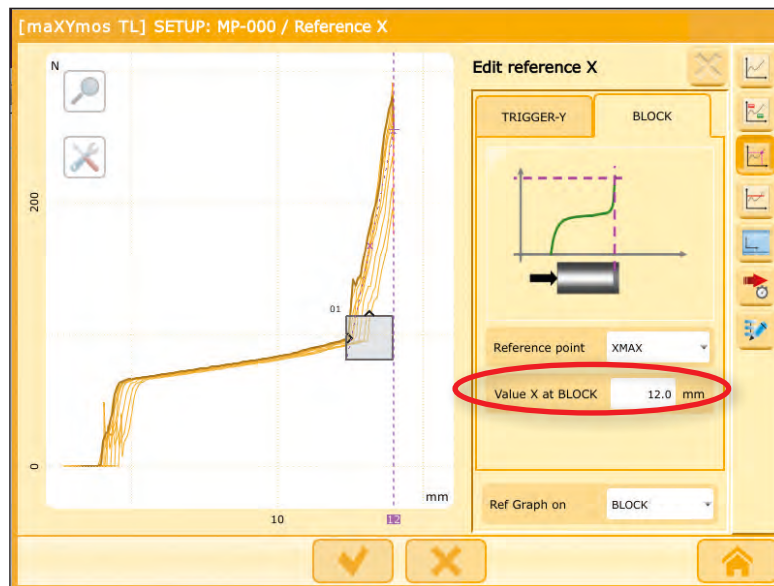 [maXYmos TL] SETUP: MP-000 / Reference X
N
200
0
01
mm
10
12
Edit reference X
TRIGGER-Y
BLOCK
Reference point XMAX
Value X at BLOCK 12.0 mm
Ref Graph on BLOCK